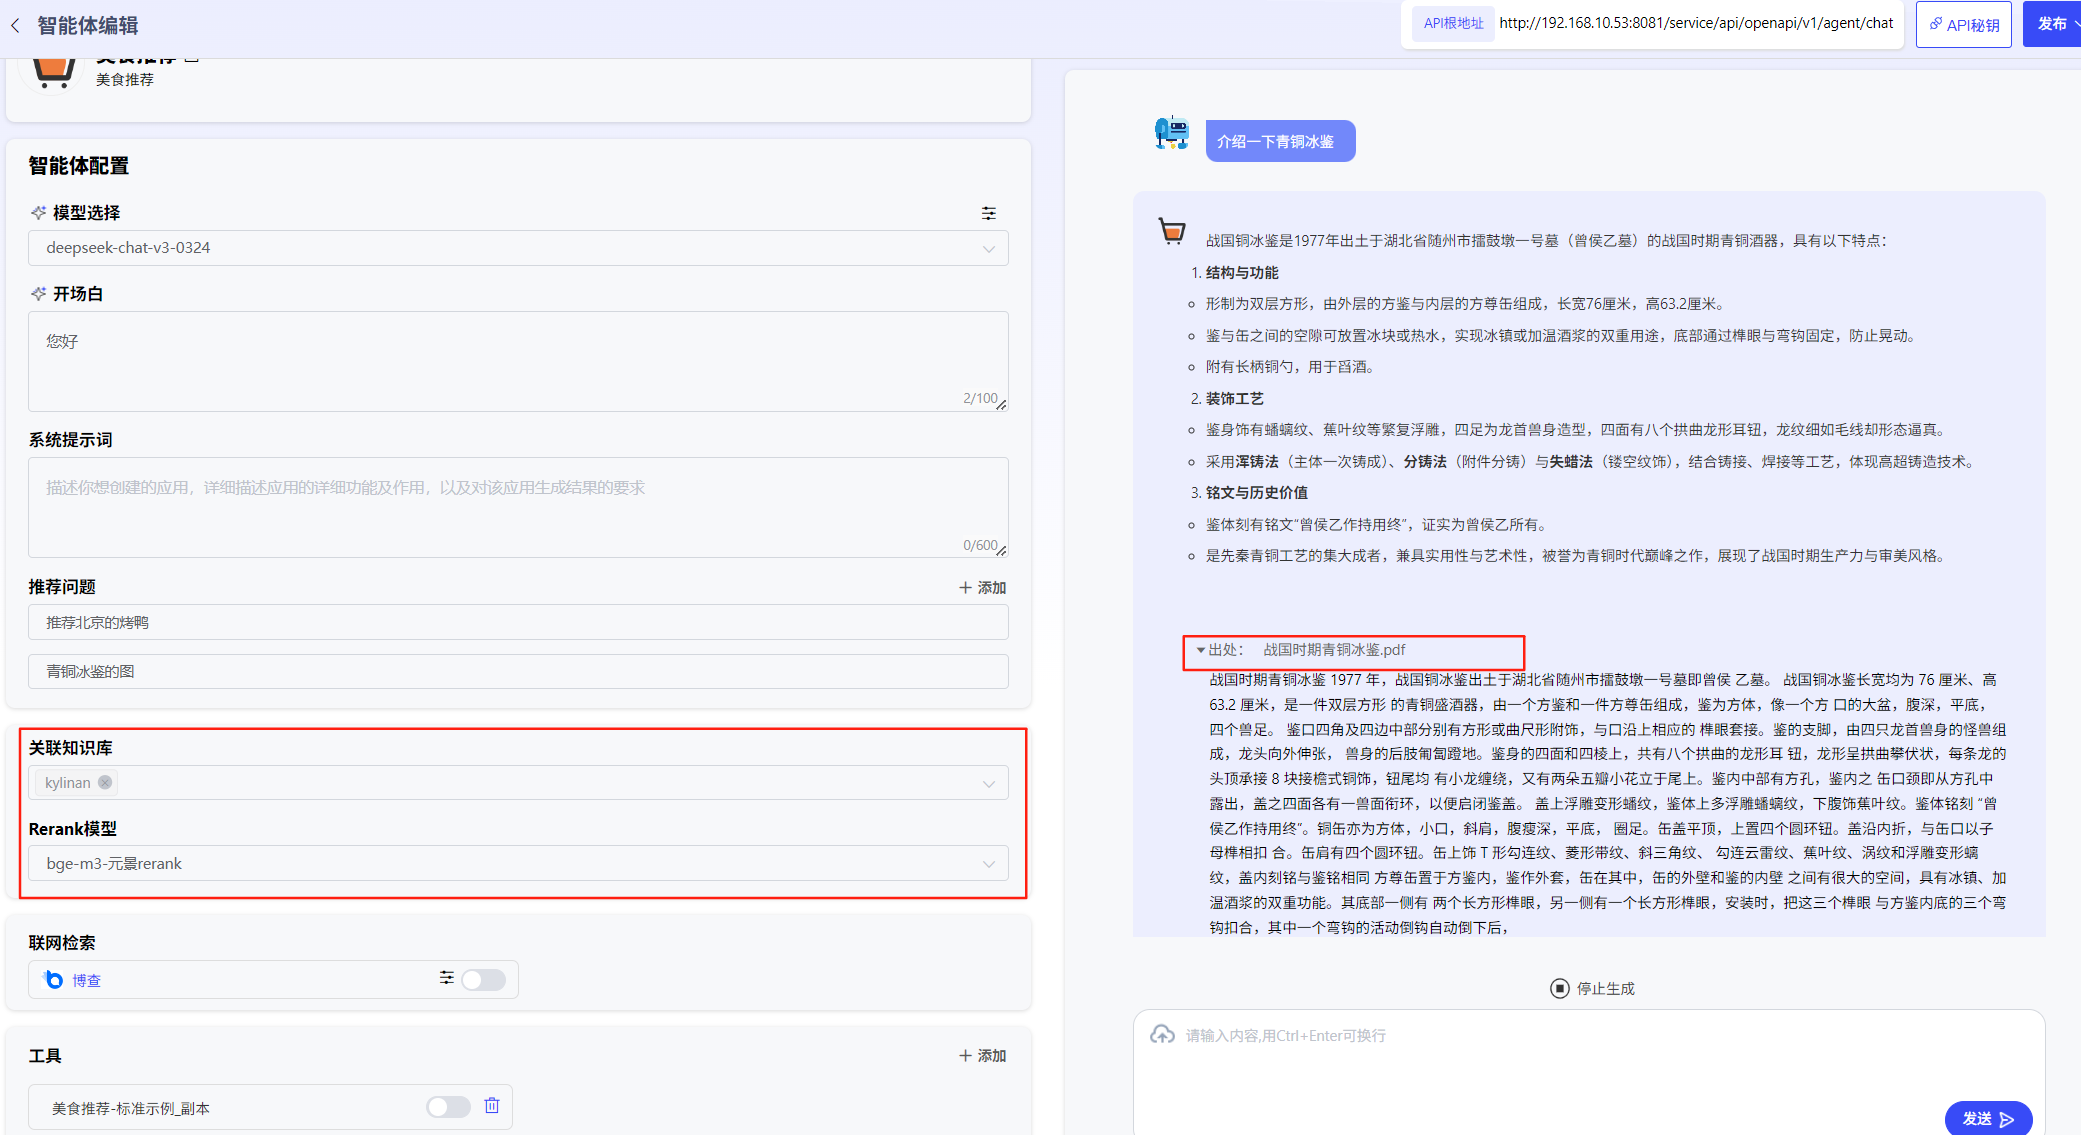 智能体编辑
API根地址
http://192.168.10.53:8081/service/api/openapi/v1/agent/chat
API秘钥
发布
美食推荐
美食推荐
智能体配置
模型选择
deepseek-chat-v3-0324
开场白
您好
2/100
系统提示词
描述你想创建的应用，详细描述应用的详细功能及作用，以及对该应用生成结果的要求
0/600
推荐问题
添加
推荐北京的烤鸭
青铜冰鉴的图
关联知识库
kylinan
Rerank模型
bge-m3-元景rerank
联网检索
博查
工具
添加
美食推荐-标准示例_副本
介绍一下青铜冰鉴
战国铜冰鉴是1977年出土于湖北省随州市擂鼓墩一号墓（曾侯乙墓）的战国时期青铜酒器，具有以下特点：
1. 结构与功能
形制为双层方形，由外层的方鉴与内层的方尊缶组成，长宽76厘米，高63.2厘米。
鉴与缶之间的空隙可放置冰块或热水，实现冰镇或加温酒浆的双重用途，底部通过榫眼与弯钩固定，防止晃动。
附有长柄铜勺，用于舀酒。
2. 装饰工艺
鉴身饰有蟠螭纹、蕉叶纹等繁复浮雕，四足为龙首兽身造型，四面有八个拱曲龙形耳钮，龙纹细如毛线却形态逼真。
采用浑铸法（主体一次铸成）、分铸法（附件分铸）与失蜡法（镂空纹饰），结合铸接、焊接等工艺，体现高超铸造技术。
3. 铭文与历史价值
鉴体刻有铭文“曾侯乙作持用终”，证实为曾侯乙所有。
是先秦青铜工艺的集大成者，兼具实用性与艺术性，被誉为青铜时代巅峰之作，展现了战国时期生产力与审美风格。
出处： 战国时期青铜冰鉴.pdf
战国时期青铜冰鉴 1977 年，战国铜冰鉴出土于湖北省随州市擂鼓墩一号墓即曾侯 乙墓。 战国铜冰鉴长宽均为 76 厘米、高
63.2 厘米，是一件双层方形 的青铜盛酒器，由一个方鉴和一件方尊缶组成，鉴为方体，像一个方 口的大盆，腹深，平底，
四个兽足。 鉴口四角及四边中部分别有方形或曲尺形附饰，与口沿上相应的 榫眼套接。鉴的支脚，由四只龙首兽身的怪兽组
成，龙头向外伸张， 兽身的后肢匍匐蹬地。鉴身的四面和四棱上，共有八个拱曲的龙形耳 钮，龙形呈拱曲攀伏状，每条龙的
头顶承接 8 块接檐式铜饰，钮尾均 有小龙缠绕，又有两朵五瓣小花立于尾上。鉴内中部有方孔，鉴内之 缶口颈即从方孔中
露出，盖之四面各有一兽面衔环，以便启闭鉴盖。 盖上浮雕变形蟠纹，鉴体上多浮雕蟠螭纹，下腹饰蕉叶纹。鉴体铭刻 “曾
侯乙作持用终”。铜缶亦为方体，小口，斜肩，腹瘦深，平底， 圈足。缶盖平顶，上置四个圆环钮。盖沿内折，与缶口以子
母榫相扣 合。缶肩有四个圆环钮。缶上饰 T 形勾连纹、菱形带纹、斜三角纹、 勾连云雷纹、蕉叶纹、涡纹和浮雕变形螭
纹，盖内刻铭与鉴铭相同 方尊缶置于方鉴内，鉴作外套，缶在其中，缶的外壁和鉴的内壁 之间有很大的空间，具有冰镇、加
温酒浆的双重功能。其底部一侧有 两个长方形榫眼，另一侧有一个长方形榫眼，安装时，把这三个榫眼 与方鉴内底的三个弯
钩扣合，其中一个弯钩的活动倒钩自动倒下后，
停止生成
请输入内容,用Ctrl+Enter可换行
发送